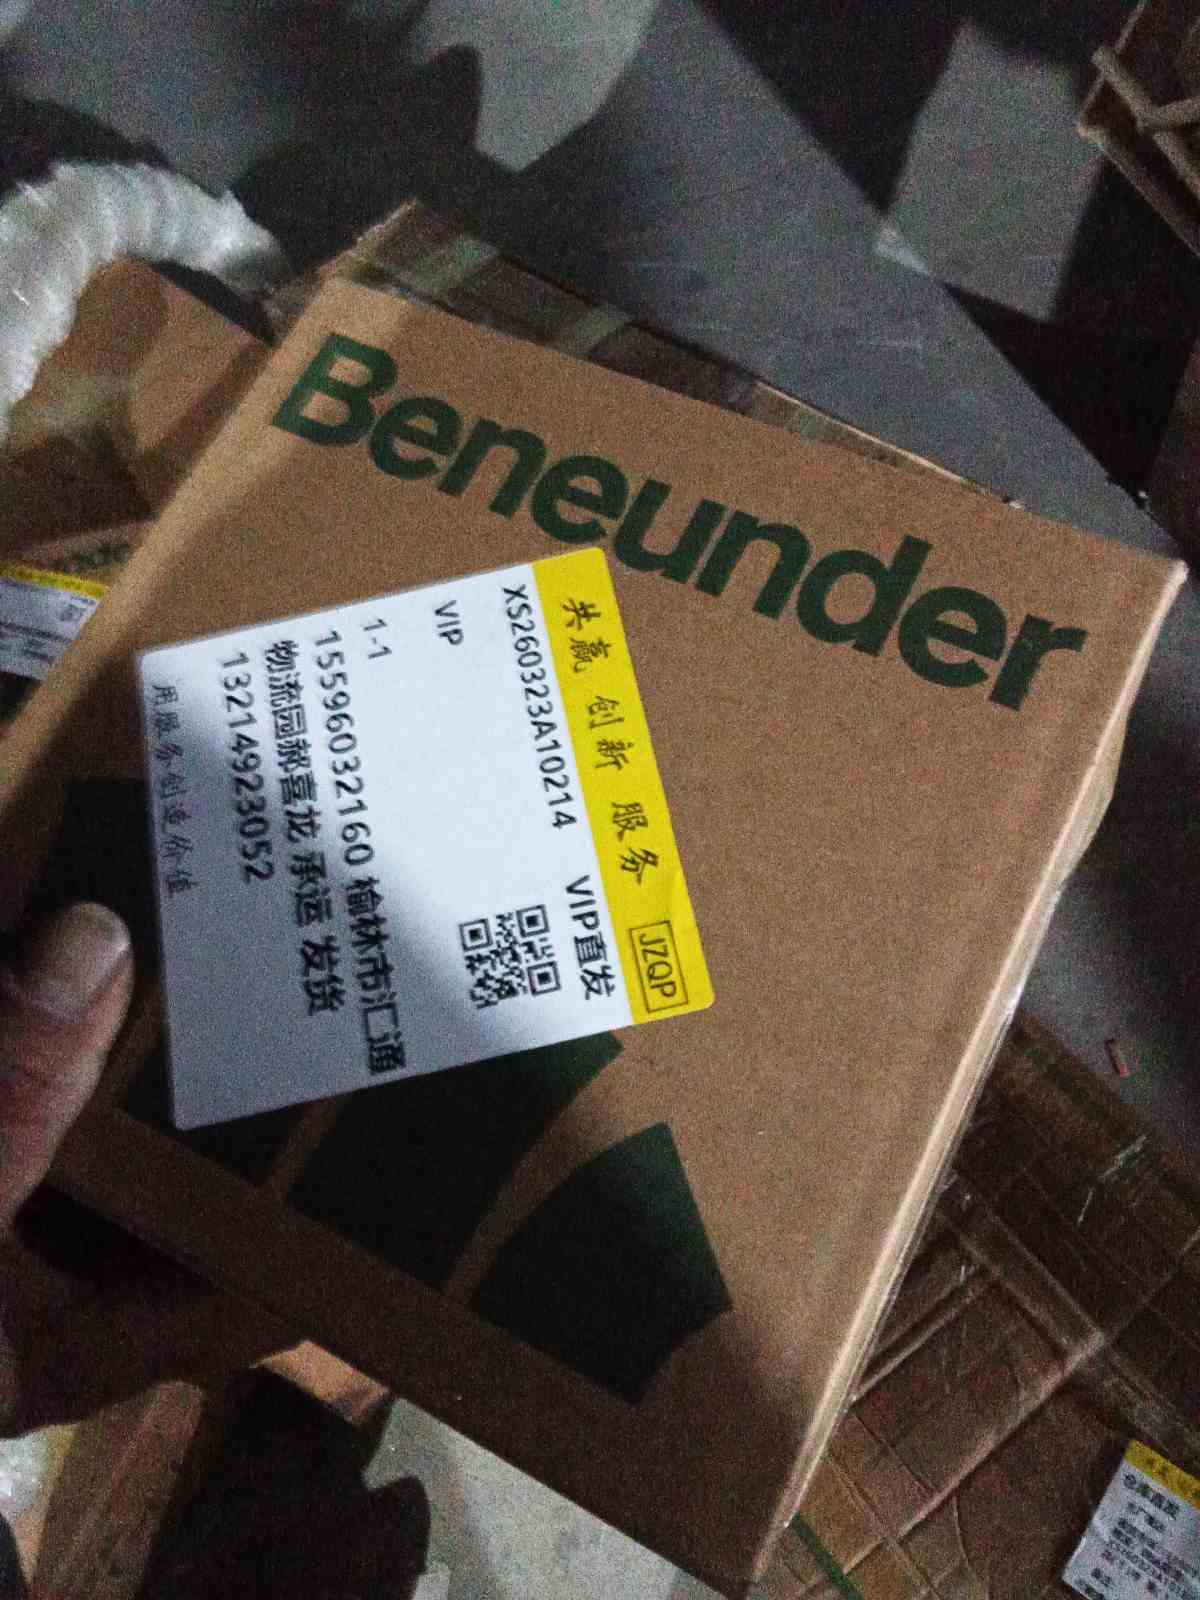 Beneunder
共赢 创新 服务 JZQP
XS260323A10214 VIP直发
VIP
1-1
15596032160 榆林市汇通
物流园郝喜龙 承运 发货
13214923052
用服务创造价值